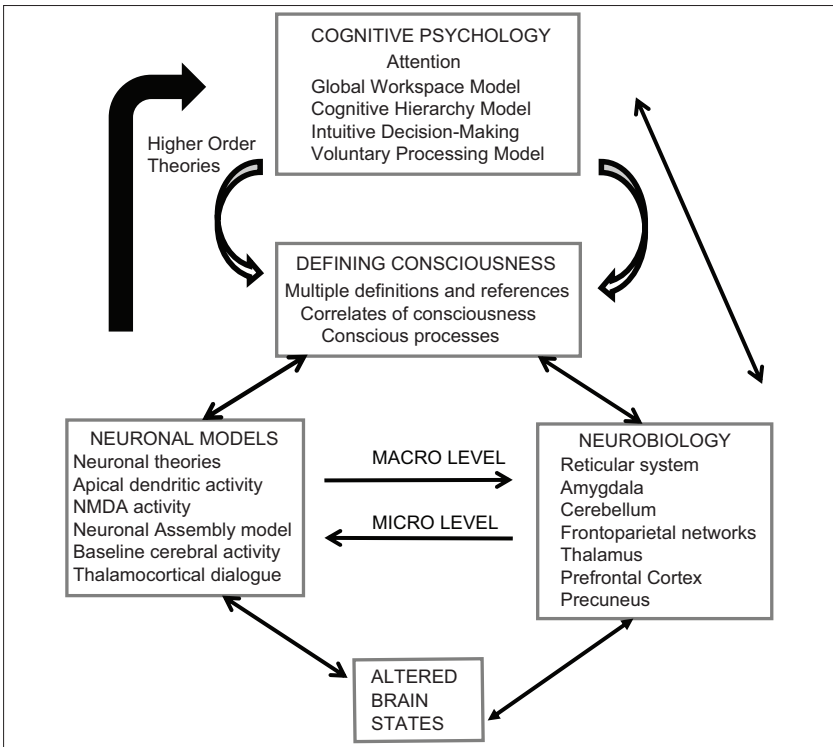 COGNITIVE PSYCHOLOGY
Attention
Global Workspace Model
Cognitive Hierarchy Model
Intuitive Decision-Making
Voluntary Processing Model
Higher Order
Theories
DEFINING CONSCIOUSNESS
Multiple definitions and references
Correlates of consciousness
Conscious processes
NEURONAL MODELS
Neuronal theories
Apical dendritic activity
NMDA activity
Neuronal Assembly model
Baseline cerebral activity
Thalamocortical dialogue
MACRO LEVEL
MICRO LEVEL
NEUROBIOLOGY
Reticular system
Amygdala
Cerebellum
Frontoparietal networks
Thalamus
Prefrontal Cortex
Precuneus
ALTERED
BRAIN
STATES